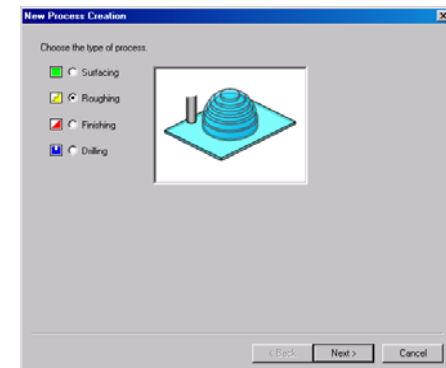 New Process Creation
Choose the type of process.
Surfacing
Roughing
Finishing
Drilling
< Back
Next >
Cancel